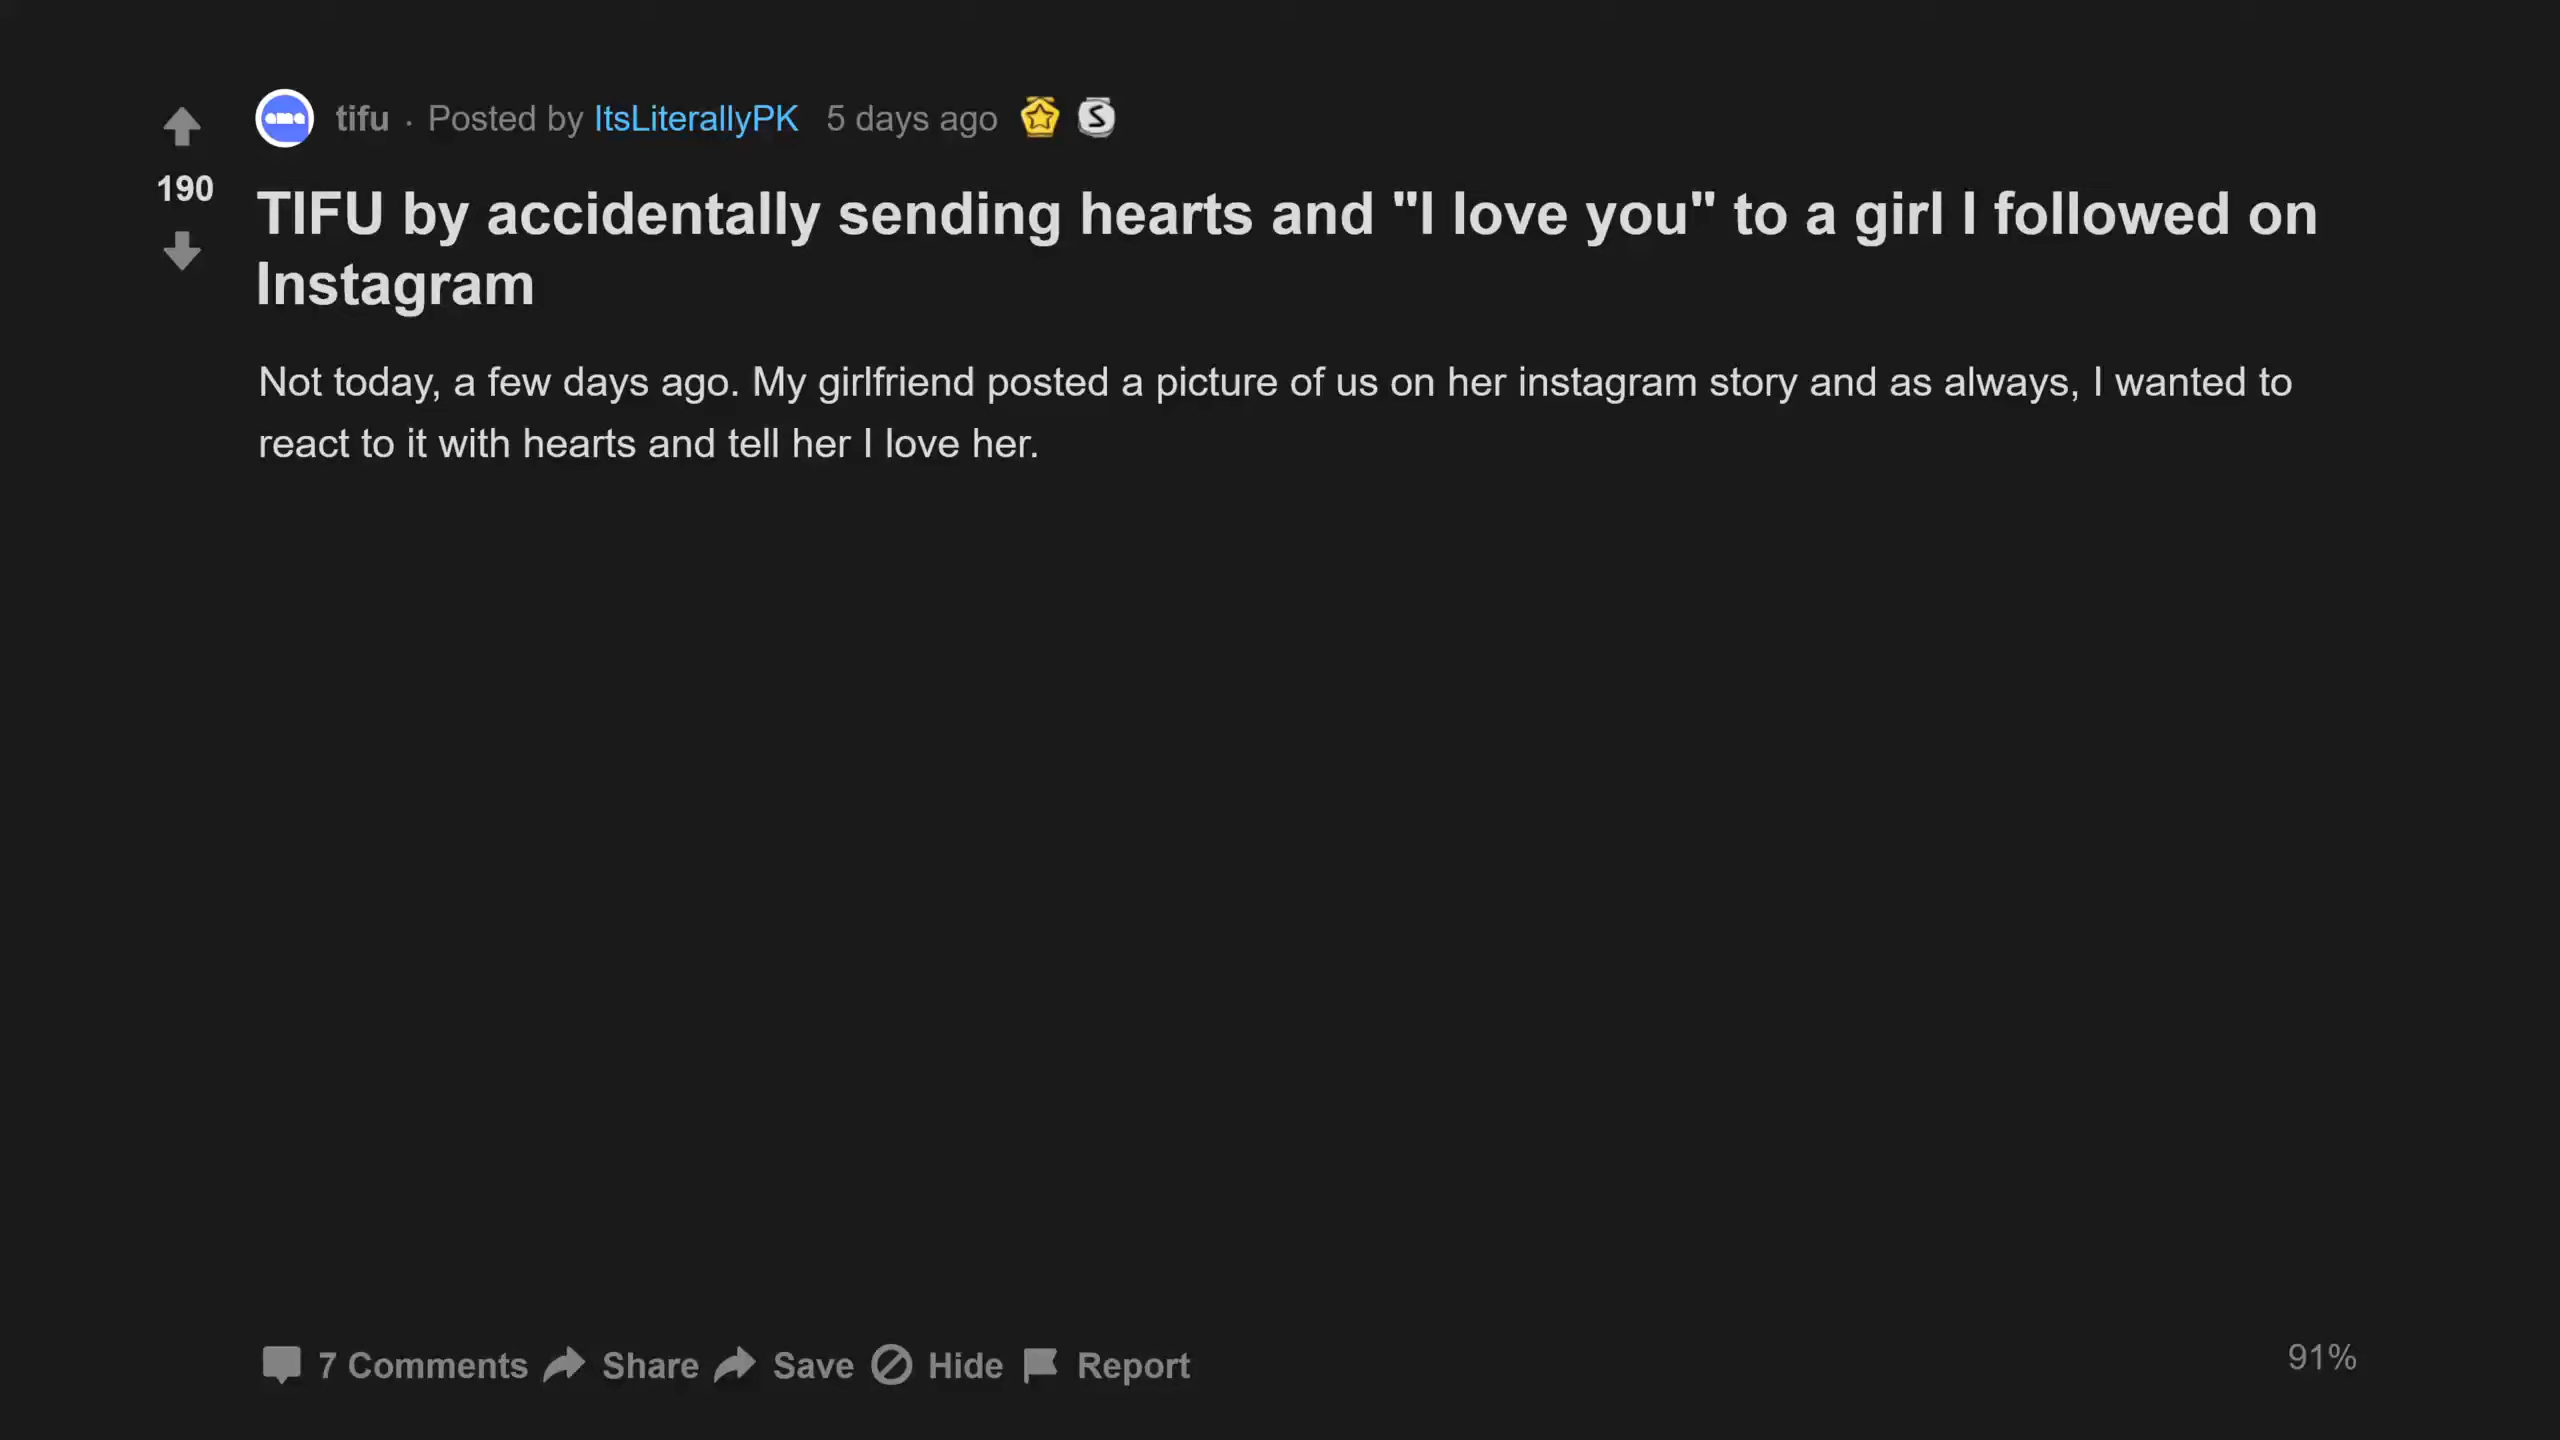 tifu · Posted by ItsLiterallyPK 5 days ago
190
TIFU by accidentally sending hearts and "I love you" to a girl I followed on
Instagram
Not today, a few days ago. My girlfriend posted a picture of us on her instagram story and as always, I wanted to
react to it with hearts and tell her I love her.
7 Comments Share Save Hide Report
91%